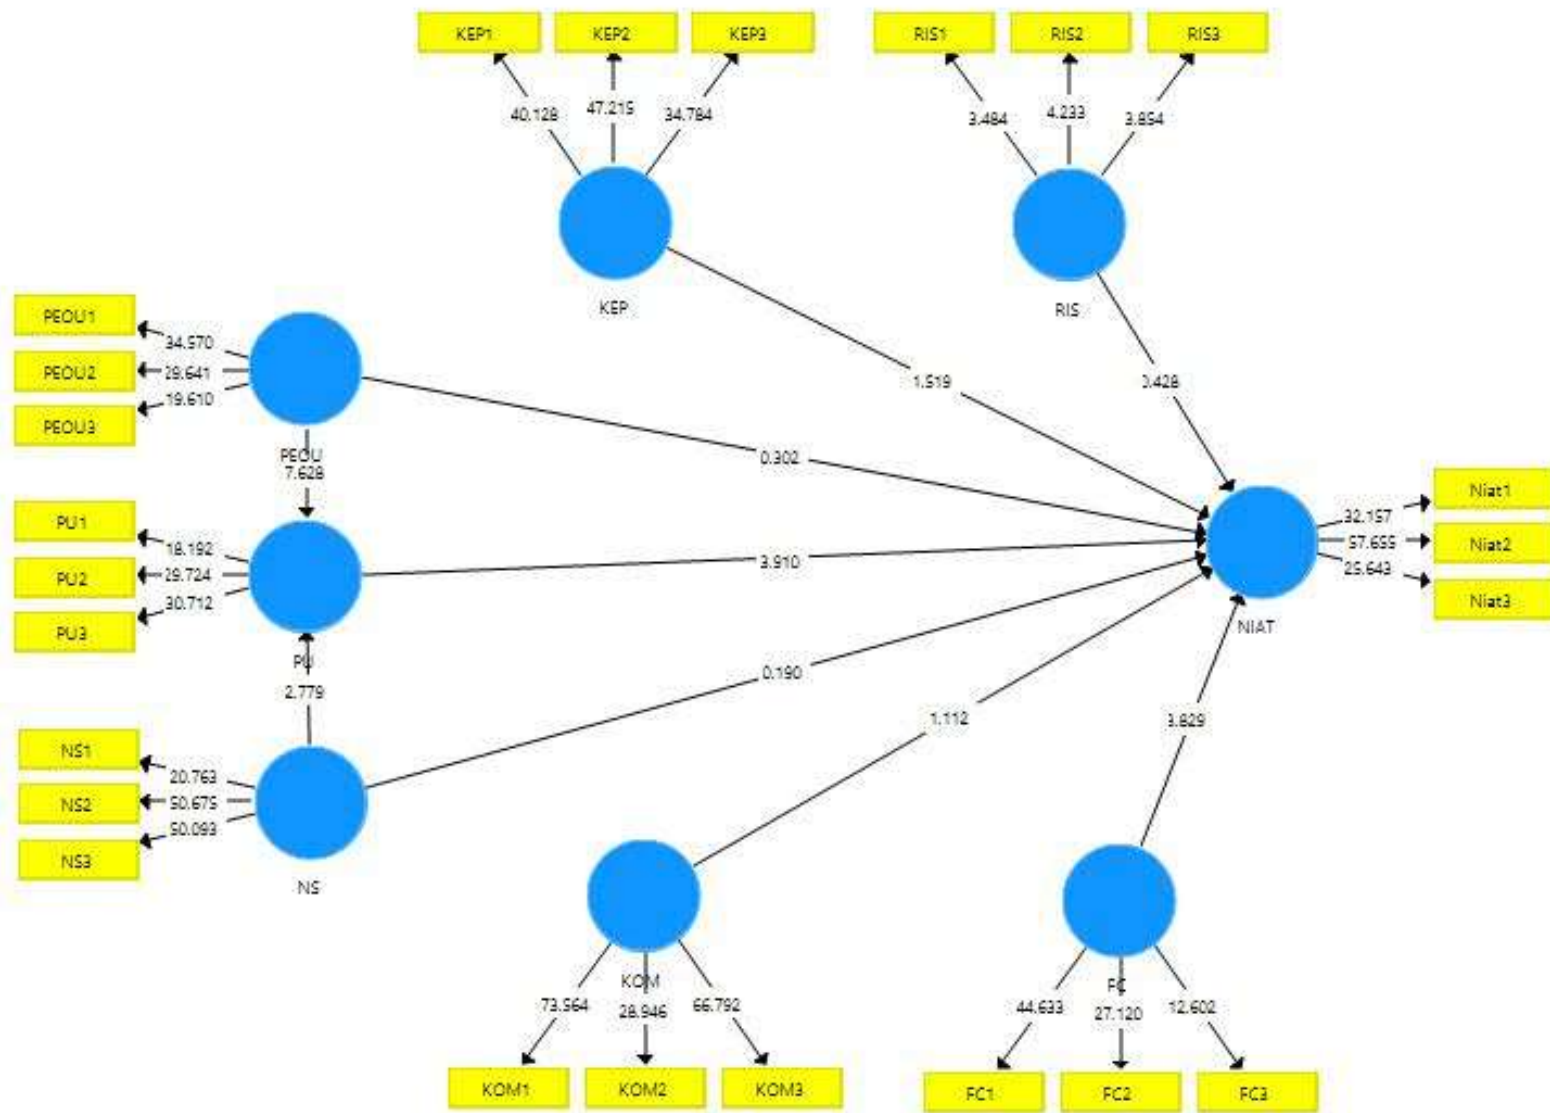 KEP1 KEP2 KEP3 RIS1 RIS2 RIS3
40.128 47.215 34.784 3.484 4.233 3.854
KEP RIS
PEOU1
34.570
PEOU2
29.641
PEOU3
19.610
PEOU
7.628
1.519
0.428
0.302
PU1
18.192
PU2
29.724
PU3
30.712
PU
3.910
Niat1
32.157
Niat2
57.655
Niat3
25.643
NIAT
2.779
0.190
1.112
3.829
NS1
20.763
NS2
50.675
NS3
50.093
NS
KOM FC
73.564 28.946 66.792 44.633 27.120 12.602
KOM1 KOM2 KOM3 FC1 FC2 FC3